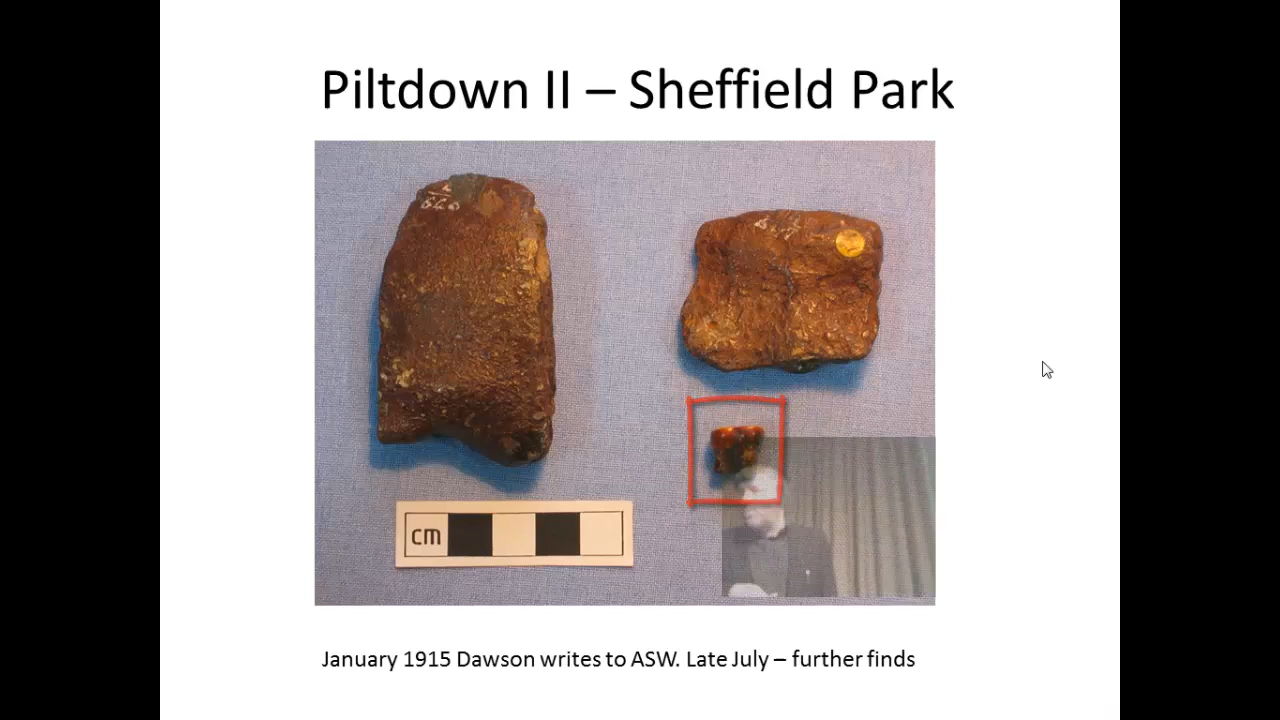 Piltdown II – Sheffield Park
cm
January 1915 Dawson writes to ASW. Late July – further finds